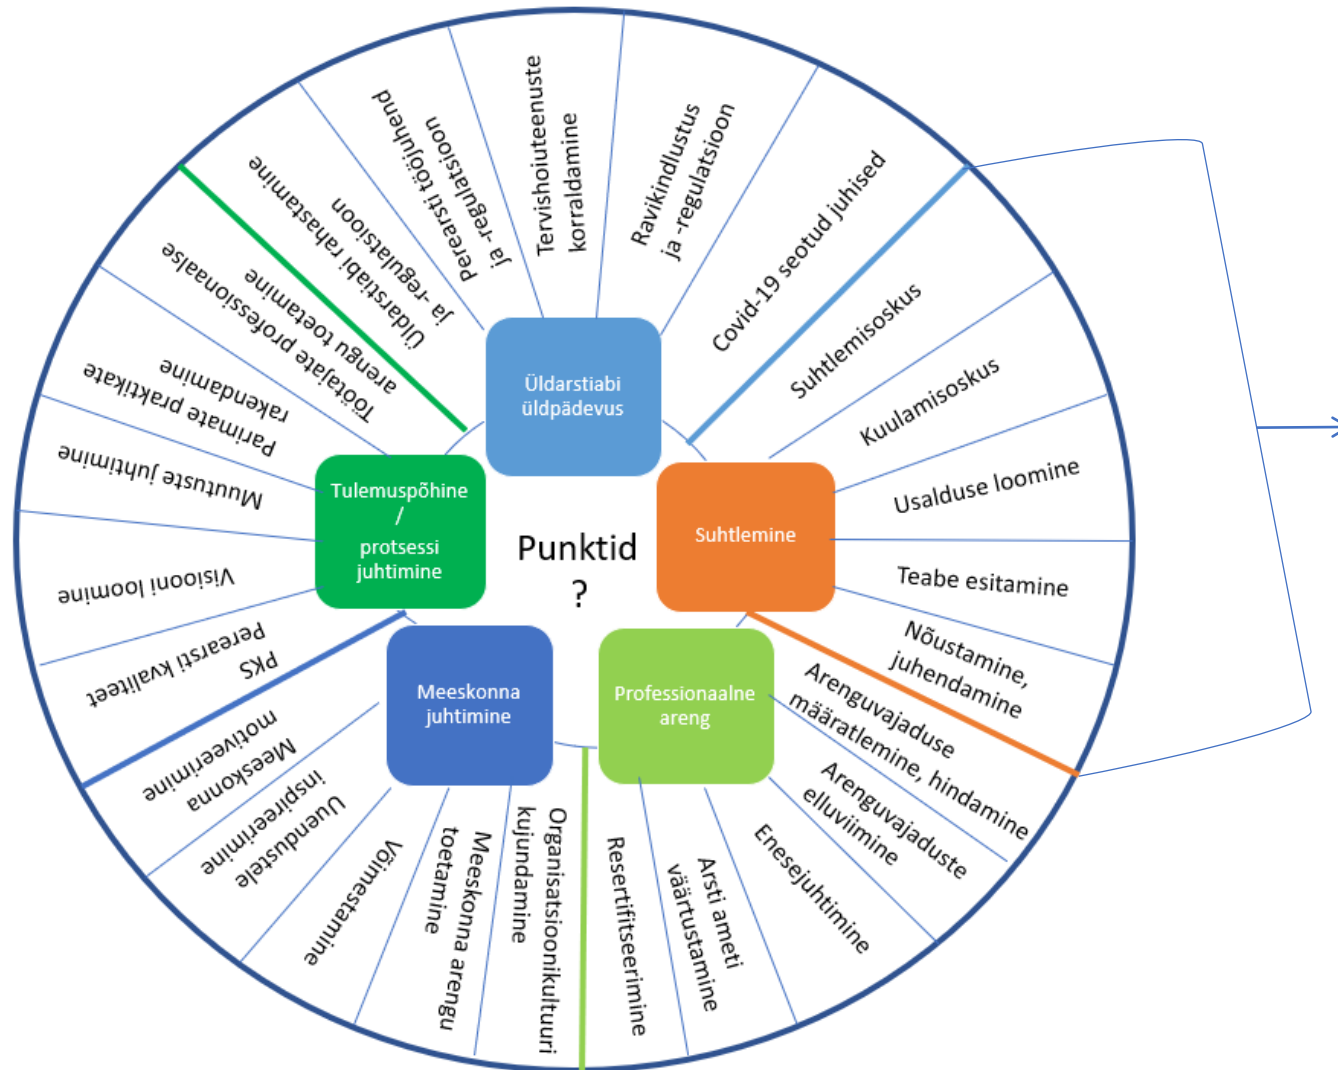 Üldarstiabi
üldpädevus
Suhtlemine
Professionaalne
areng
Meeskonna
juhtimine
Tulemuspõhine
/
protsessi
juhtimine
Punktid
?
Üldarstiabi rahastamine
ja -regulatsioon
Perearsti tööjuhend
ja -regulatsioon
Tervishoiuteenuste
korraldamine
Ravikindlustus
ja -regulatsioon
Covid-19 seotud juhised
Suhtlemisoskus
Kuulamisoskus
Usalduse loomine
Teabe esitamine
Nõustamine,
juhendamine
Arenguvajaduse
määratlemine, hindamine
Arenguvajaduste
elluviimine
Enesejuhtimine
Arsti ameti
väärtustamine
Resertifitseerimine
Organisatsioonikultuuri
kujundamine
Meeskonna arengu
toetamine
Võimestamine
Uuendustele
inspireerimine
Meeskonna
motiveerimine
PKS
Perearsti kvaliteet
Visiooni loomine
Muutuste juhtimine
Parimate praktikate
rakendamine
Töötajate professionaalse
arengu toetamine